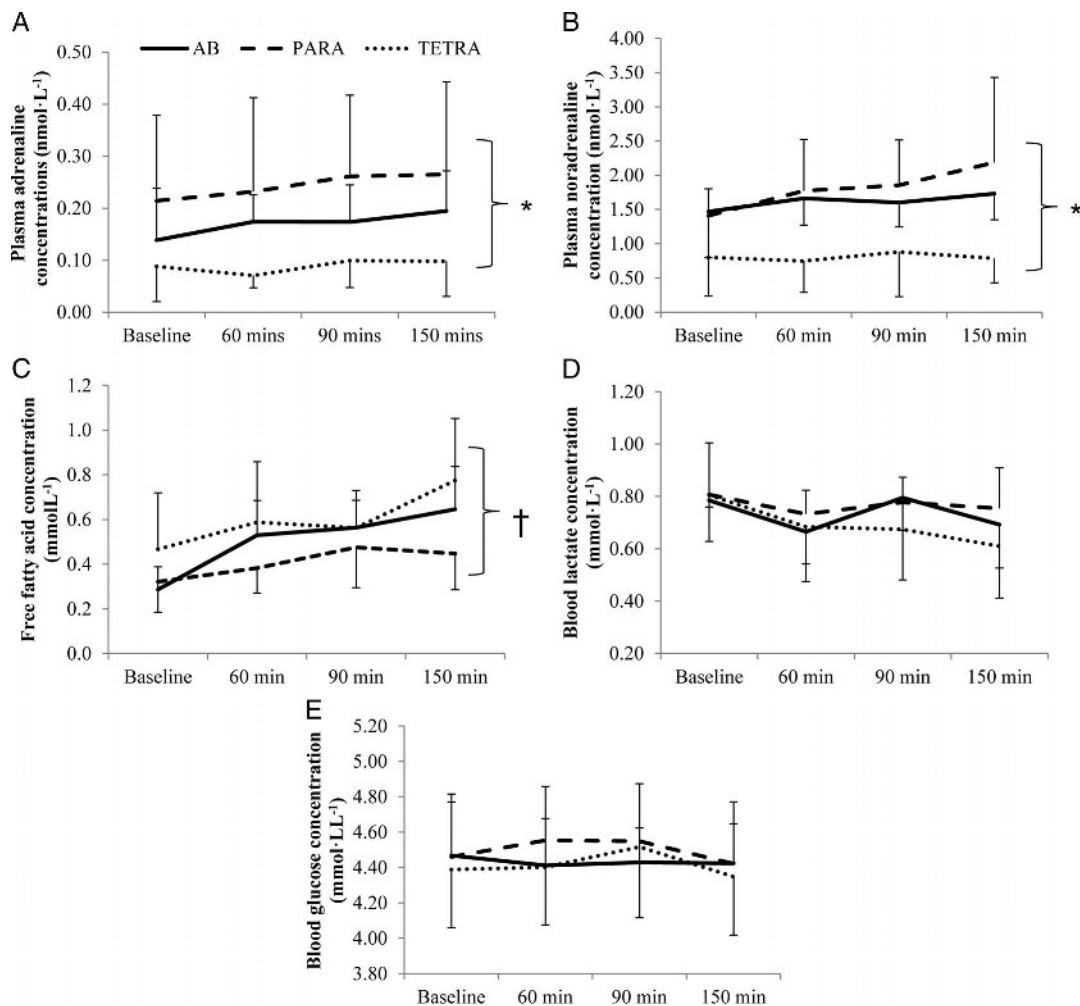 A
AB PARA TETRA
Plasma adrenaline
concentrations (nmol·L⁻¹)
0.50
0.40
0.30
0.20
0.10
0.00
*
Baseline 60 mins 90 mins 150 mins
B
Plasma noradrenaline
concentration (nmol·L⁻¹)
4.00
3.50
3.00
2.50
2.00
1.50
1.00
0.50
0.00
*
Baseline 60 min 90 min 150 min
C
Free fatty acid concentration
(mmolL⁻¹)
1.2
1.0
0.8
0.6
0.4
0.2
0.0
†
Baseline 60 min 90 min 150 min
D
Blood lactate concentration
(mmol·L⁻¹)
1.20
1.00
0.80
0.60
0.40
0.20
Baseline 60 min 90 min 150 min
E
Blood glucose concentration
(mmol·LL⁻¹)
5.20
5.00
4.80
4.60
4.40
4.20
4.00
3.80
Baseline 60 min 90 min 150 min